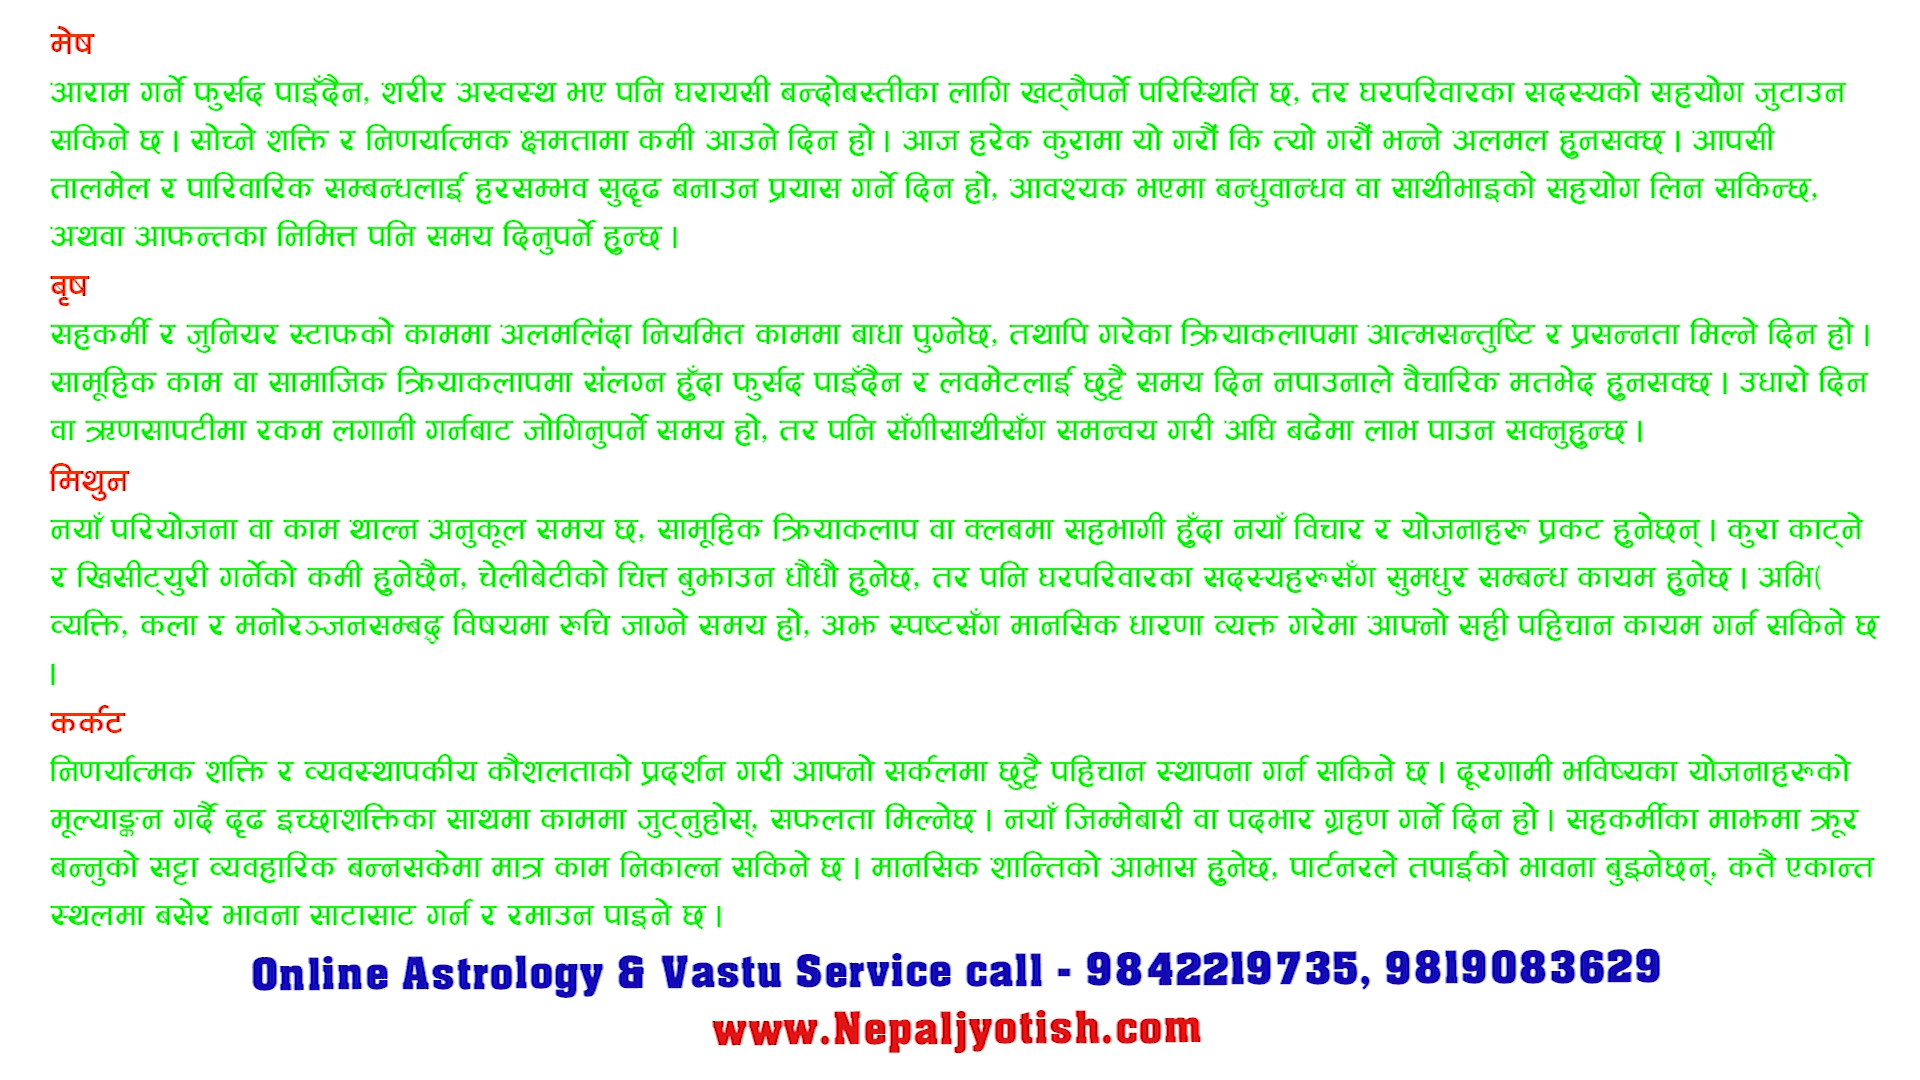 मेष
आराम गर्ने फुर्सद पाइँदैन, शरीर अस्वस्थ भए पनि घरायसी बन्दोबस्तीका लागि खट्नैपर्ने परिस्थिति छ, तर घरपरिवारका सदस्यको सहयोग जुटाउन
सकिने छ । सोच्ने शक्ति र निणर्यात्मक क्षमतामा कमी आउने दिन हो । आज हरेक कुरामा यो गरौं कि त्यो गरौं भन्ने अलमल हुनसक्छ । आपसी
तालमेल र पारिवारिक सम्बन्धलाई हरसम्भव सुदृढ बनाउन प्रयास गर्ने दिन हो, आवश्यक भएमा बन्धुवान्धव वा साथीभाइको सहयोग लिन सकिन्छ,
अथवा आफन्तका निमित्त पनि समय दिनुपर्ने हुन्छ ।
बृष
सहकर्मी र जुनियर स्टाफको काममा अलमलिंदा नियमित काममा बाधा पुग्नेछ, तथापि गरेका क्रियाकलापमा आत्मसन्तुष्टि र प्रसन्नता मिल्ने दिन हो ।
सामूहिक काम वा सामाजिक क्रियाकलापमा संलग्न हुँदा फुर्सद पाइँदैन र लवमेटलाई छुट्टै समय दिन नपाउनाले वैचारिक मतभेद हुनसक्छ । उधारो दिन
वा ऋणसापटीमा रकम लगानी गर्नबाट जोगिनुपर्ने समय हो, तर पनि सँगीसाथीसँग समन्वय गरी अघि बढेमा लाभ पाउन सक्नुहुन्छ ।
मिथुन
नयाँ परियोजना वा काम थाल्न अनुकूल समय छ, सामूहिक क्रियाकलाप वा क्लबमा सहभागी हुँदा नयाँ विचार र योजनाहरू प्रकट हुनेछन् । कुरा काट्ने
र खिसीट्युरी गर्नेको कमी हुनेछैन, चेलीबेटीको चित्त बुझाउन धौधौ हुनेछ, तर पनि घरपरिवारका सदस्यहरूसँग सुमधुर सम्बन्ध कायम हुनेछ । अभि(
व्यक्ति, कला र मनोरञ्जनसम्बद्द विषयमा रूचि जाग्ने समय हो, अझ स्पष्टसँग मानसिक धारणा व्यक्त गरेमा आफ्नो सही पहिचान कायम गर्न सकिने छ
।
कर्कट
निणर्यात्मक शक्ति र व्यवस्थापकीय कौशलताको प्रदर्शन गरी आफ्नो सर्कलमा छुट्टै पहिचान स्थापना गर्न सकिने छ । दूरगामी भविष्यका योजनाहरूको
मूल्याङ्कन गर्दै दृढ इच्छाशक्तिका साथमा काममा जुट्नुहोस्, सफलता मिल्नेछ । नयाँ जिम्मेबारी वा पदभार ग्रहण गर्ने दिन हो । सहकर्मीका माझमा क्रूर
बन्नुको सट्टा व्यवहारिक बन्नसकेमा मात्र काम निकाल्न सकिने छ । मानसिक शान्तिको आभास हुनेछ, पार्टनरले तपाईंको भावना बुझ्नेछन्, कतै एकान्त
स्थलमा बसेर भावना साटासाट गर्न र रमाउन पाइने छ ।
Online Astrology & Vastu Service call - 9842219735, 9819083629
www.Nepaljyotish.com